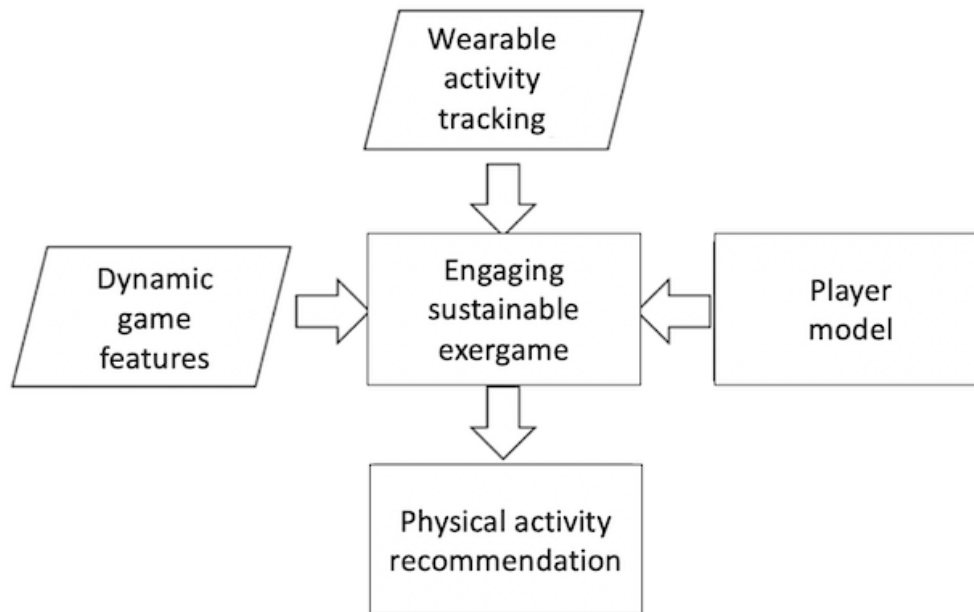 Wearable
activity
tracking
Dynamic
game
features
Engaging
sustainable
exergame
Player
model
Physical activity
recommendation